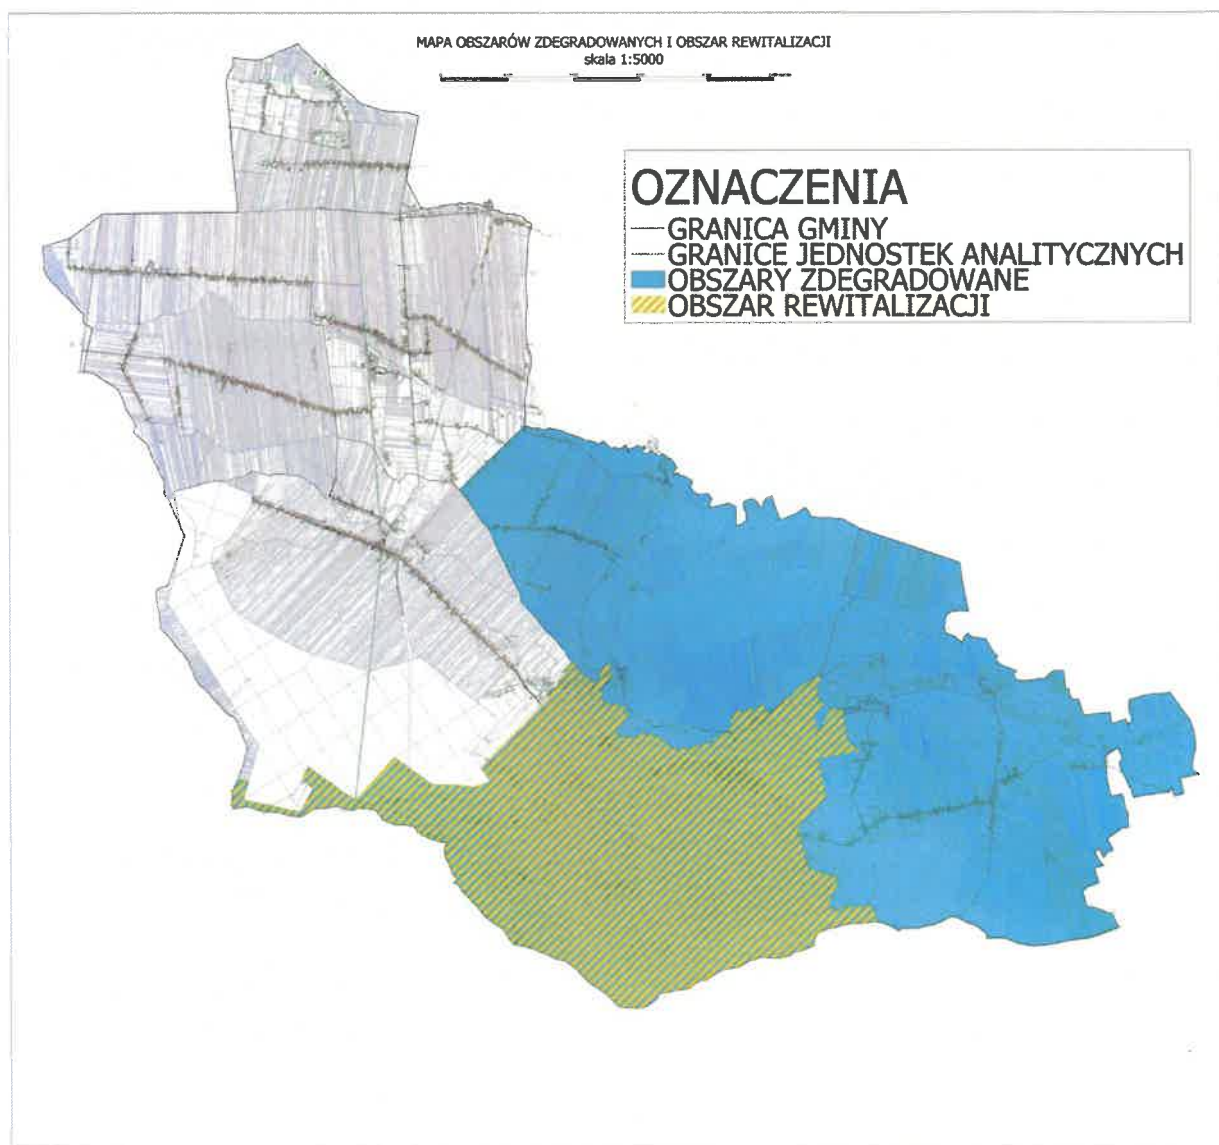 MAPA OBSZARÓW ZDEGRADOWANYCH I OBSZAR REWITALIZACJI
skala 1:5000
OZNACZENIA
GRANICA GMINY
GRANICE JEDNOSTEK ANALITYCZNYCH
OBSZARY ZDEGRADOWANE
OBSZAR REWITALIZACJI